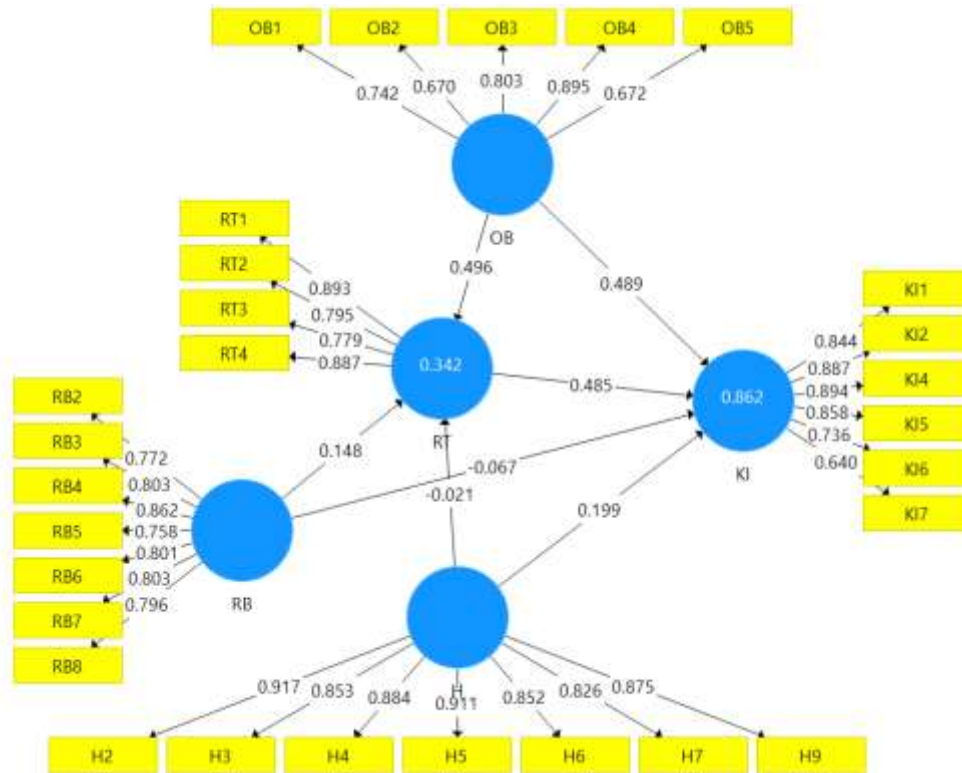 OB1 OB2 OB3 OB4 OB5
0.742 0.670 0.803 0.895 0.672
OB
0.496
0.489
RT1
RT2
RT3
RT4
0.893
0.795
0.779
0.887
0.342
RT
0.485
KI1
KI2
KI4
KI5
KI6
KI7
0.844
0.887
0.894
0.858
0.736
0.640
0.862
KI
RB2
RB3
RB4
RB5
RB6
RB7
RB8
0.772
0.803
0.862
0.758
0.801
0.803
0.796
RB
0.148
-0.067
-0.021
0.199
H
0.917 0.853 0.884 0.911 0.852 0.826 0.875
H2 H3 H4 H5 H6 H7 H9